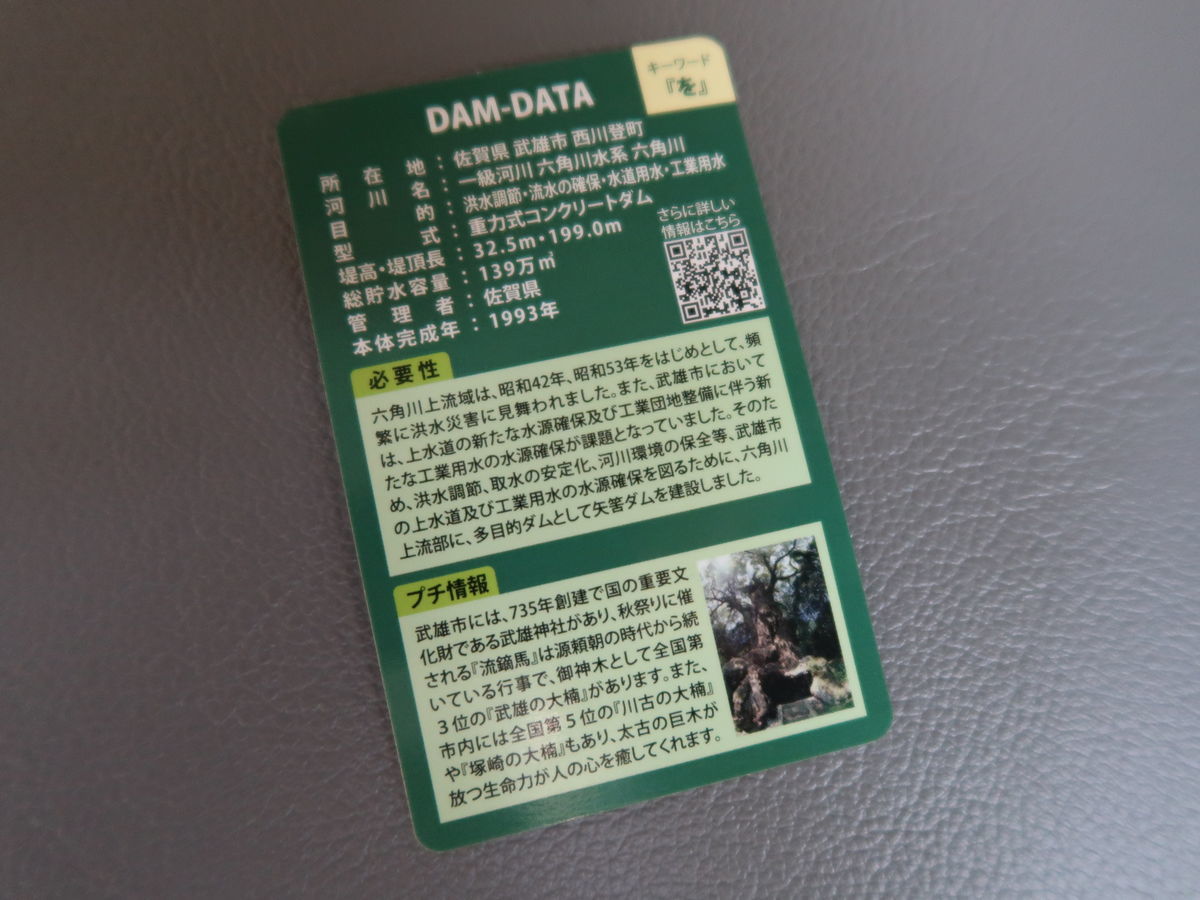 キーワード
『を』
DAM-DATA
所在地：佐賀県 武雄市 西川登町
河川名：一級河川 六角川水系 六角川
目的：洪水調節・流水の確保・水道用水・工業用水
型式：重力式コンクリートダム
堤高・堤頂長：32.5m・199.0m
総貯水容量：139万㎥
管理者：佐賀県
本体完成年：1993年
さらに詳しい
情報はこちら
必要性
六角川上流域は、昭和42年、昭和53年をはじめとして、頻
繁に洪水災害に見舞われました。また、武雄市において
は、上水道の新たな水源確保及び工業団地整備に伴う新
たな工業用水の水源確保が課題となっていました。そのた
め、洪水調節、取水の安定化、河川環境の保全等、武雄市
の上水道及び工業用水の水源確保を図るために、六角川
上流部に、多目的ダムとして矢筈ダムを建設しました。
プチ情報
武雄市には、735年創建で国の重要文
化財である武雄神社があり、秋祭りに催
される『流鏑馬』は源頼朝の時代から続
いている行事で、御神木として全国第
3位の『武雄の大楠』があります。また、
市内には全国第5位の『川古の大楠』
や『塚崎の大楠』もあり、太古の巨木が
放つ生命力が人の心を癒してくれます。